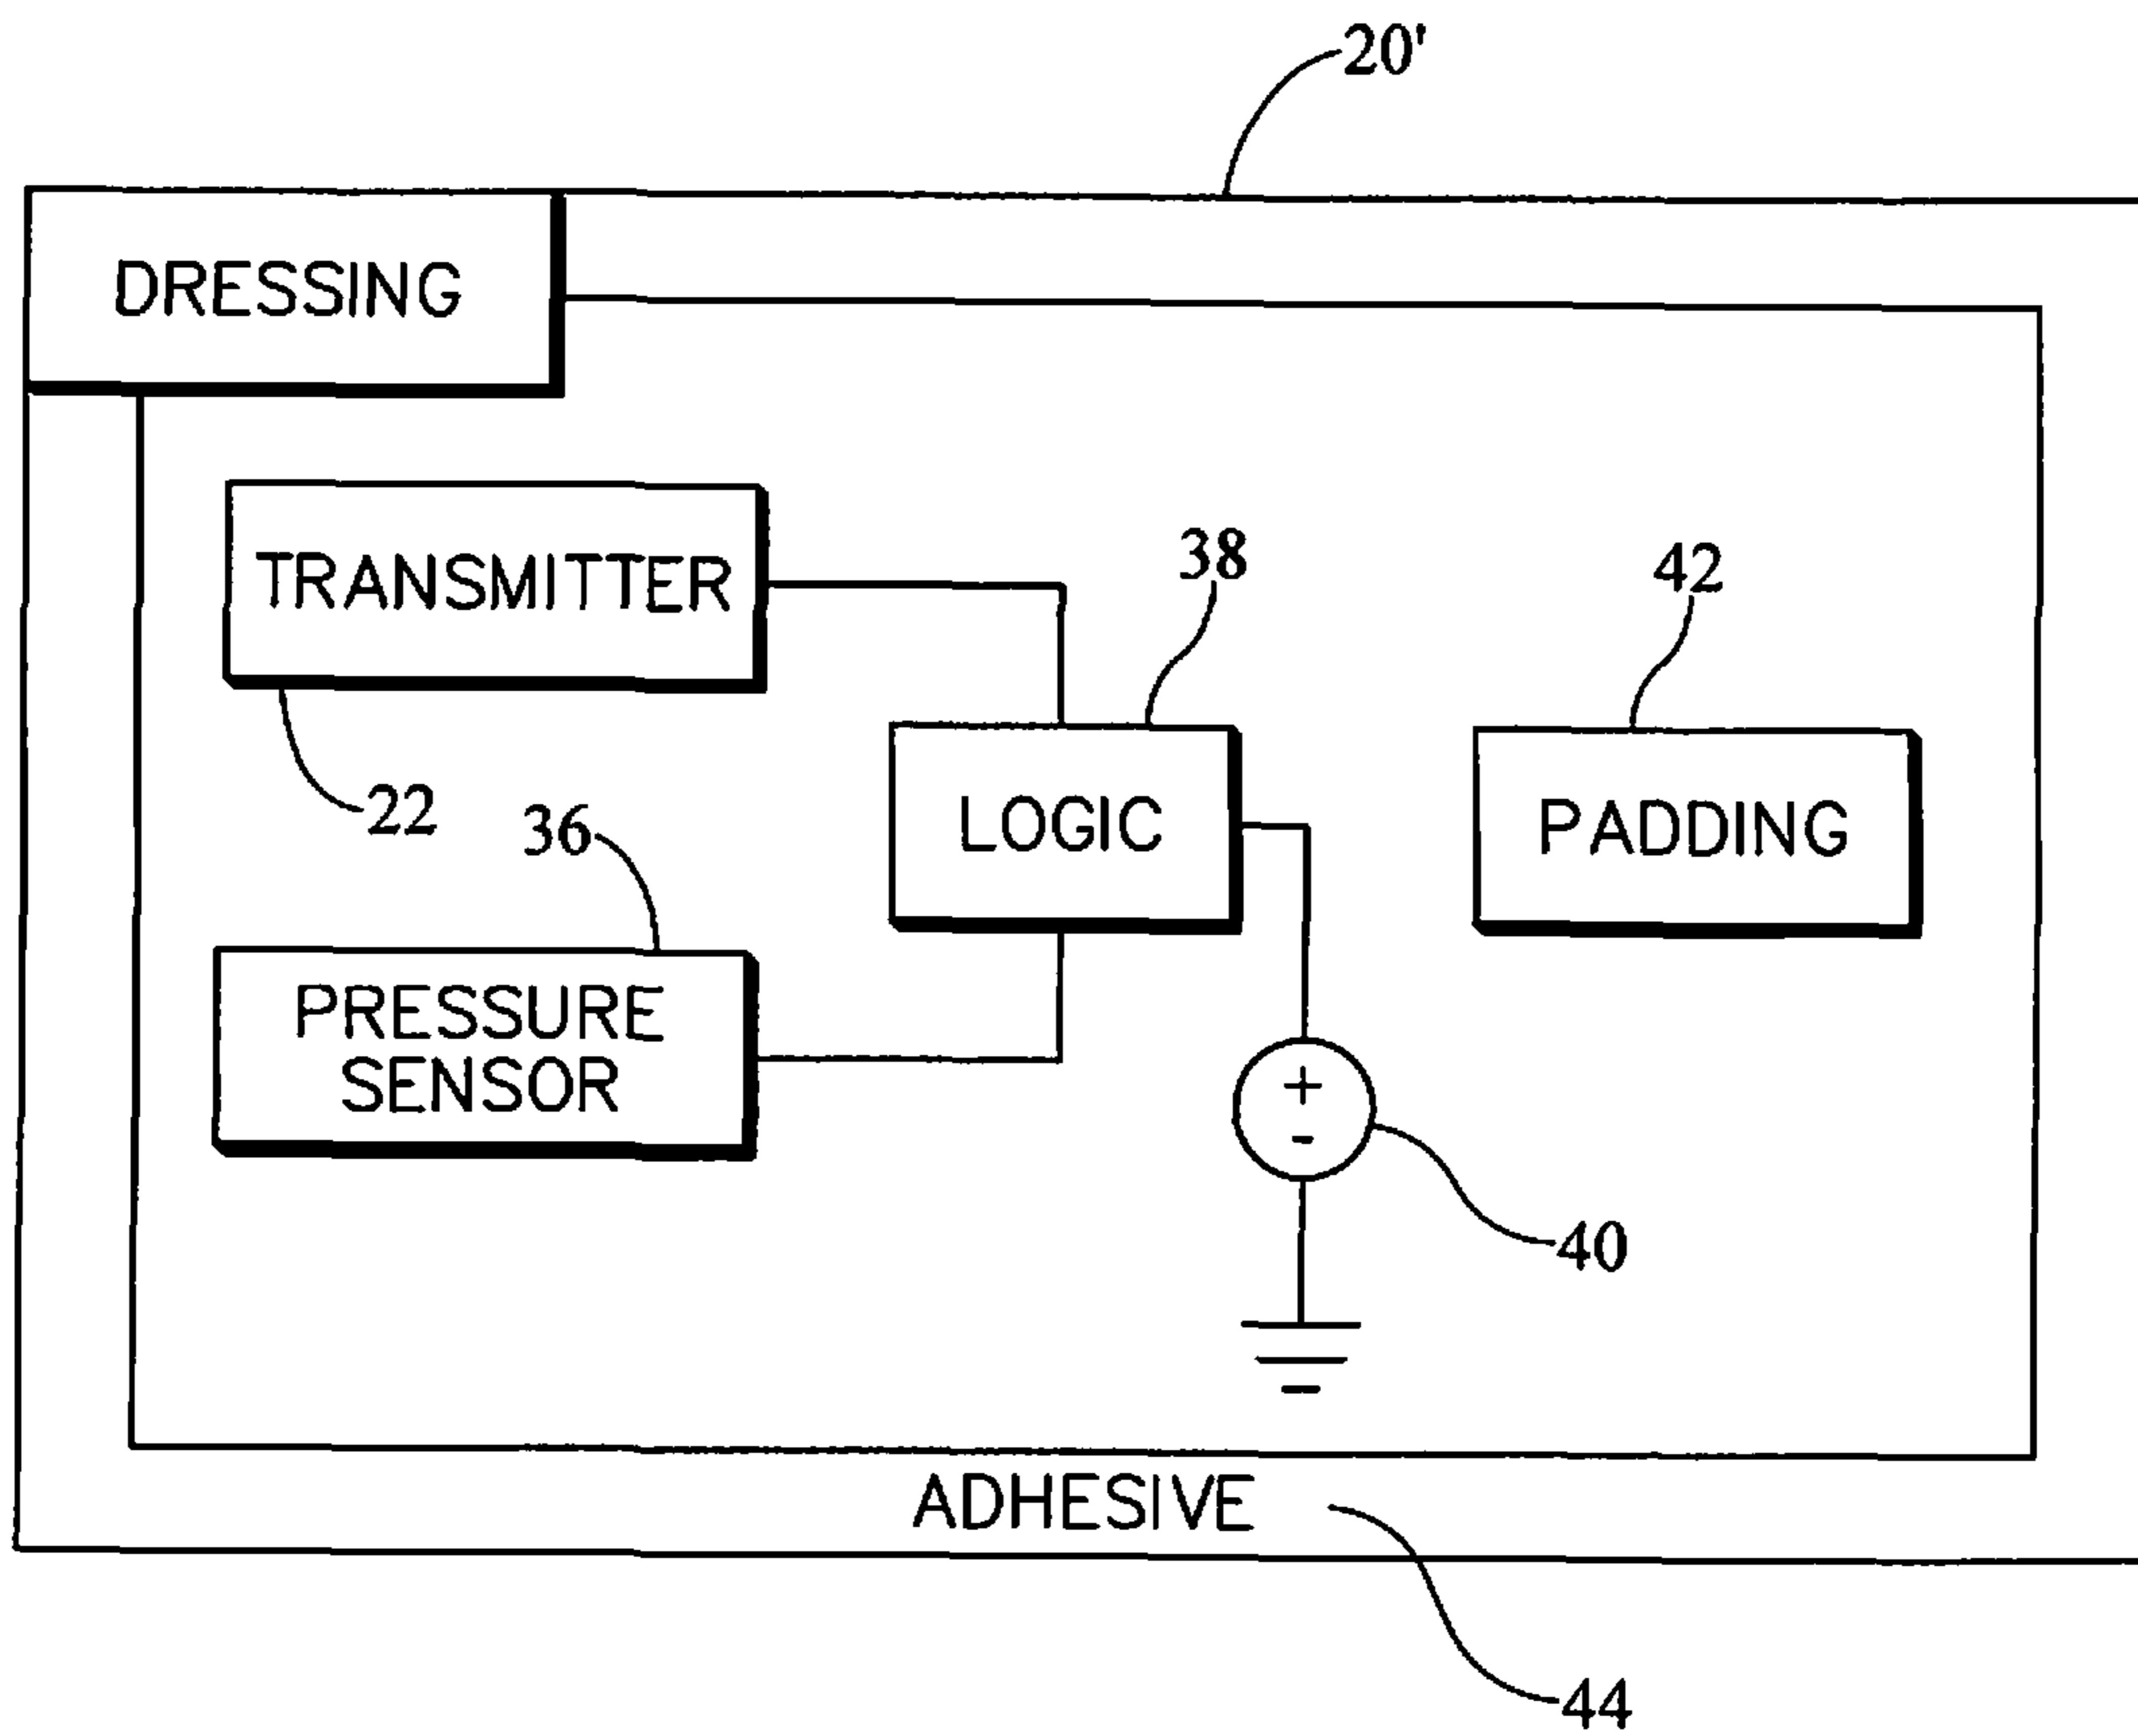 20'
DRESSING
TRANSMITTER
38
42
22
36
LOGIC
PADDING
PRESSURE
SENSOR
+
-
40
ADHESIVE
44